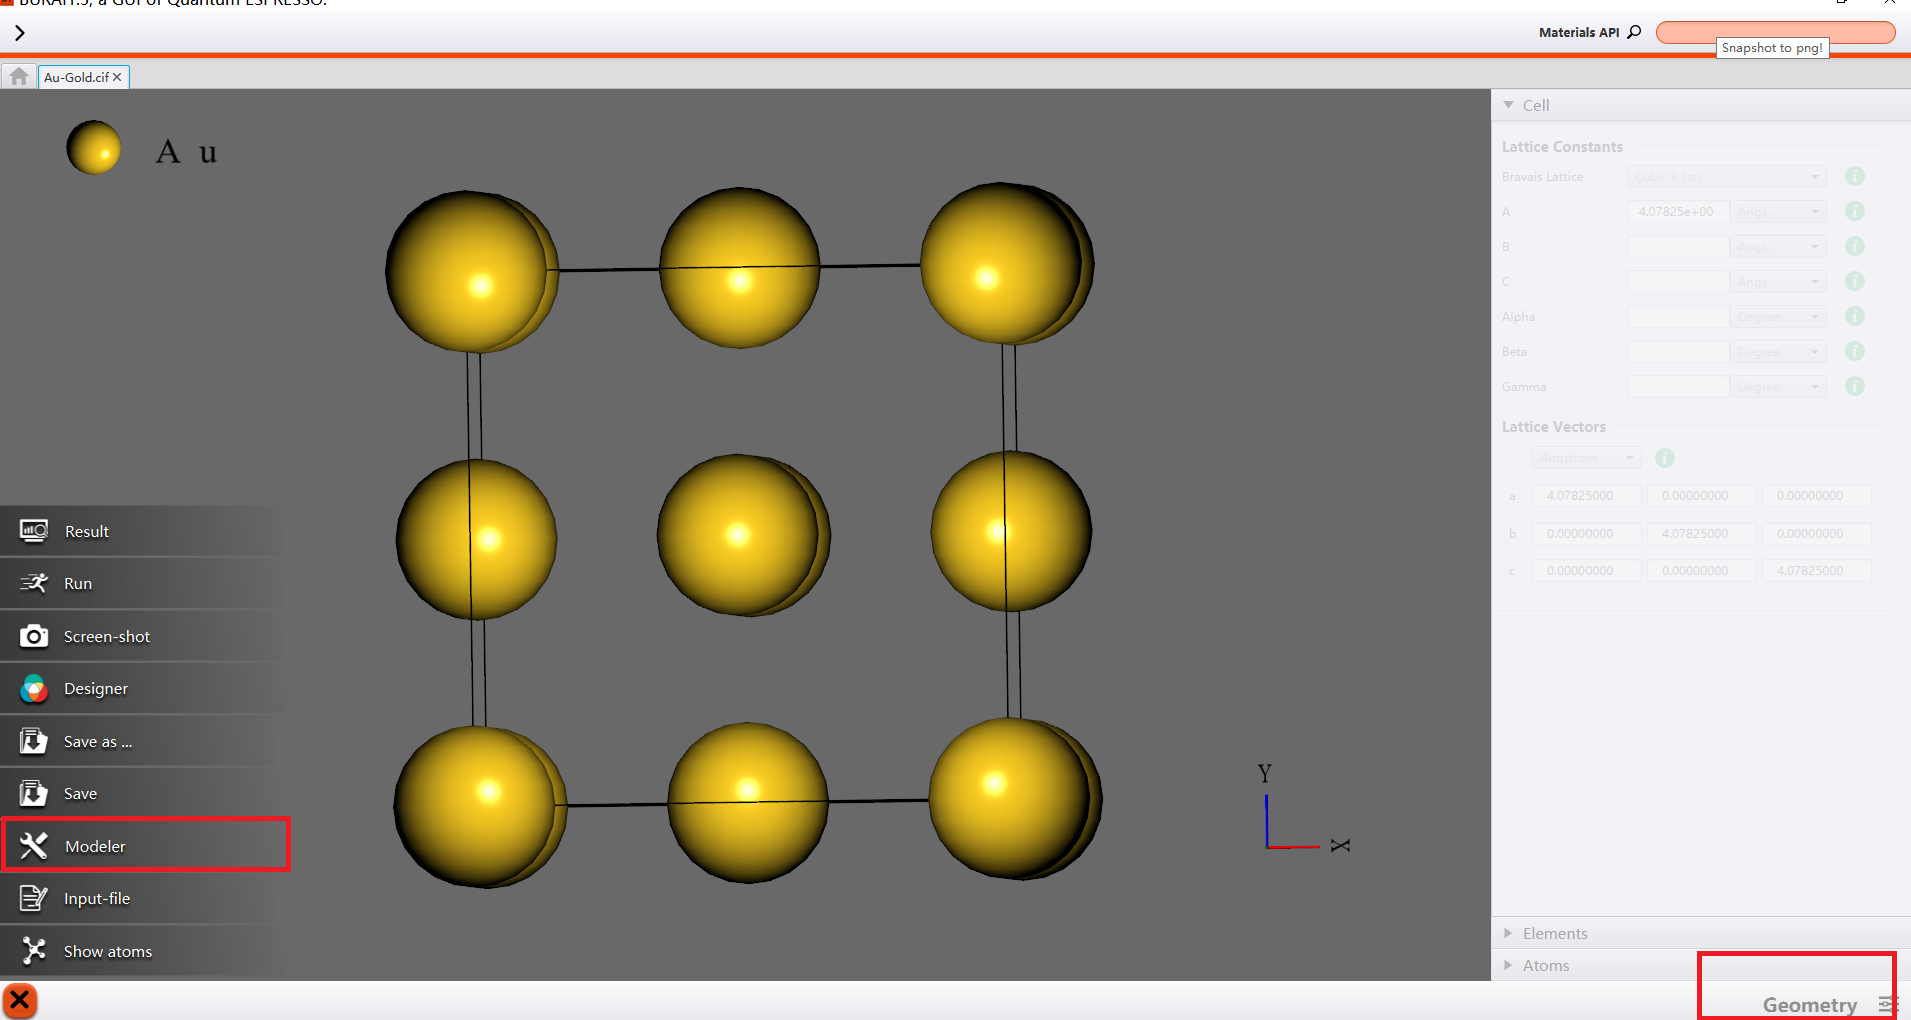 BURAI1.3, a GUI of Quantum ESPRESSO.
Materials API
Snapshot to png!
Au-Gold.cif
A u
Cell
Lattice Constants
Bravais Lattice Cubic P (sc)
A 4.07825e+00 Angs.
B Angs.
C Angs.
Alpha Degree
Beta Degree
Gamma Degree
Lattice Vectors
Angstrom
a 4.07825000 0.00000000 0.00000000
b 0.00000000 4.07825000 0.00000000
c 0.00000000 0.00000000 4.07825000
Result
Run
Screen-shot
Designer
Save as ...
Save
Modeler
Input-file
Show atoms
Y
X
Elements
Atoms
Geometry